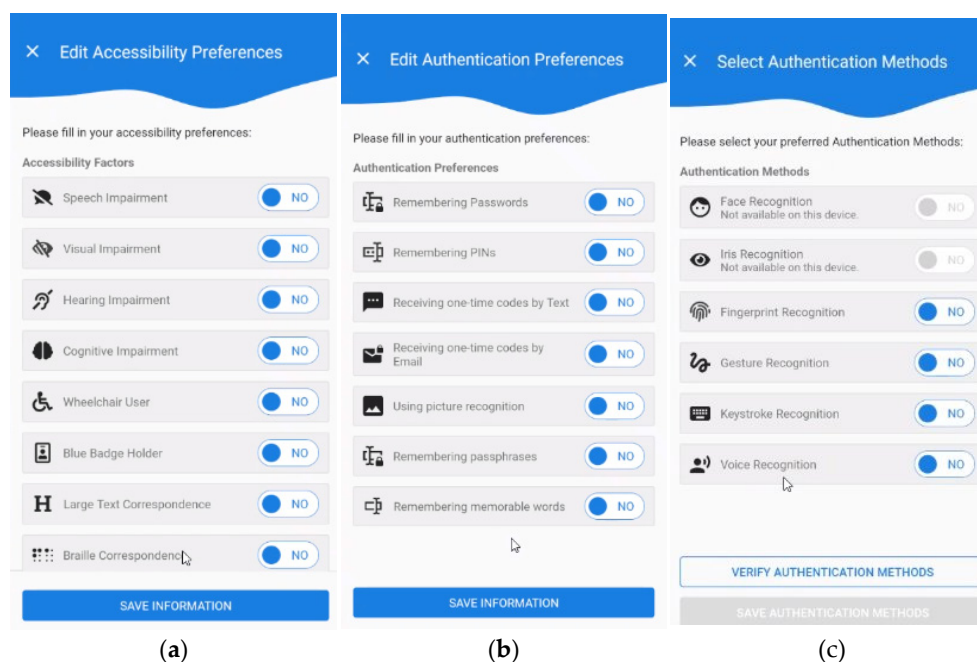 Edit Accessibility Preferences
Please fill in your accessibility preferences:
Accessibility Factors
Speech Impairment NO
Visual Impairment NO
Hearing Impairment NO
Cognitive Impairment NO
Wheelchair User NO
Blue Badge Holder NO
Large Text Correspondence NO
Braille Correspondence NO
SAVE INFORMATION
(a)
Edit Authentication Preferences
Please fill in your authentication preferences:
Authentication Preferences
Remembering Passwords NO
Remembering PINs NO
Receiving one-time codes by Text NO
Receiving one-time codes by
Email NO
Using picture recognition NO
Remembering passphrases NO
Remembering memorable words NO
SAVE INFORMATION
(b)
Select Authentication Methods
Please select your preferred Authentication Methods:
Authentication Methods
Face Recognition
Not available on this device. NO
Iris Recognition
Not available on this device. NO
Fingerprint Recognition NO
Gesture Recognition NO
Keystroke Recognition NO
Voice Recognition NO
VERIFY AUTHENTICATION METHODS
SAVE AUTHENTICATION METHODS
(c)